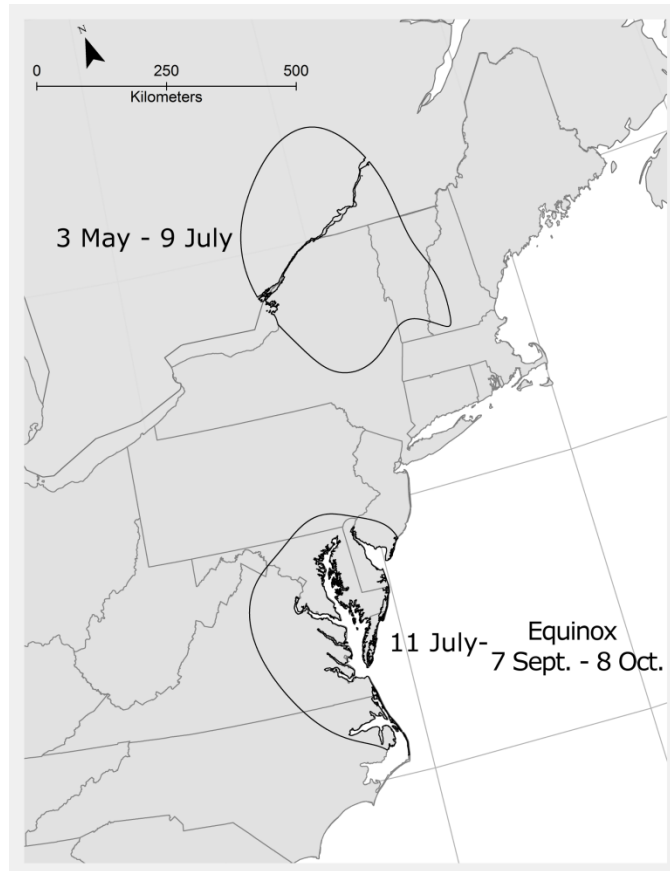 N
0 250 500
Kilometers
3 May - 9 July
11 July-
Equinox
7 Sept. - 8 Oct.